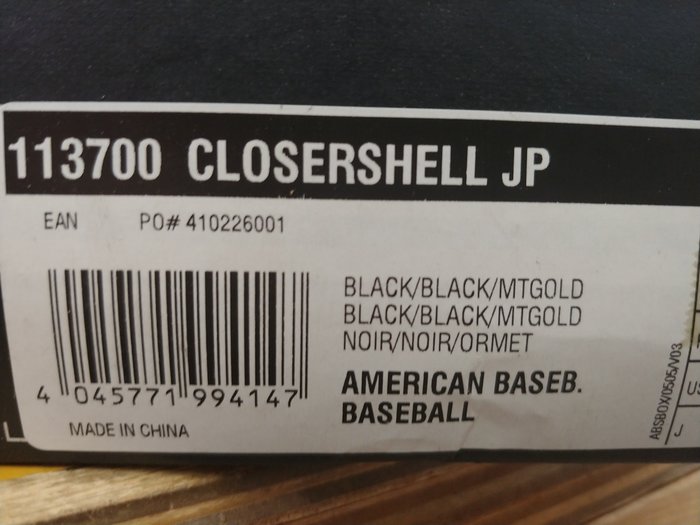 113700 CLOSERSHELL JP
EAN PO# 410226001
BLACK/BLACK/MTGOLD
BLACK/BLACK/MTGOLD
NOIR/NOIR/ORMET
AMERICAN BASEB.
BASEBALL
4 045771 994147
MADE IN CHINA
ABSBOX/0505/V03
J
US